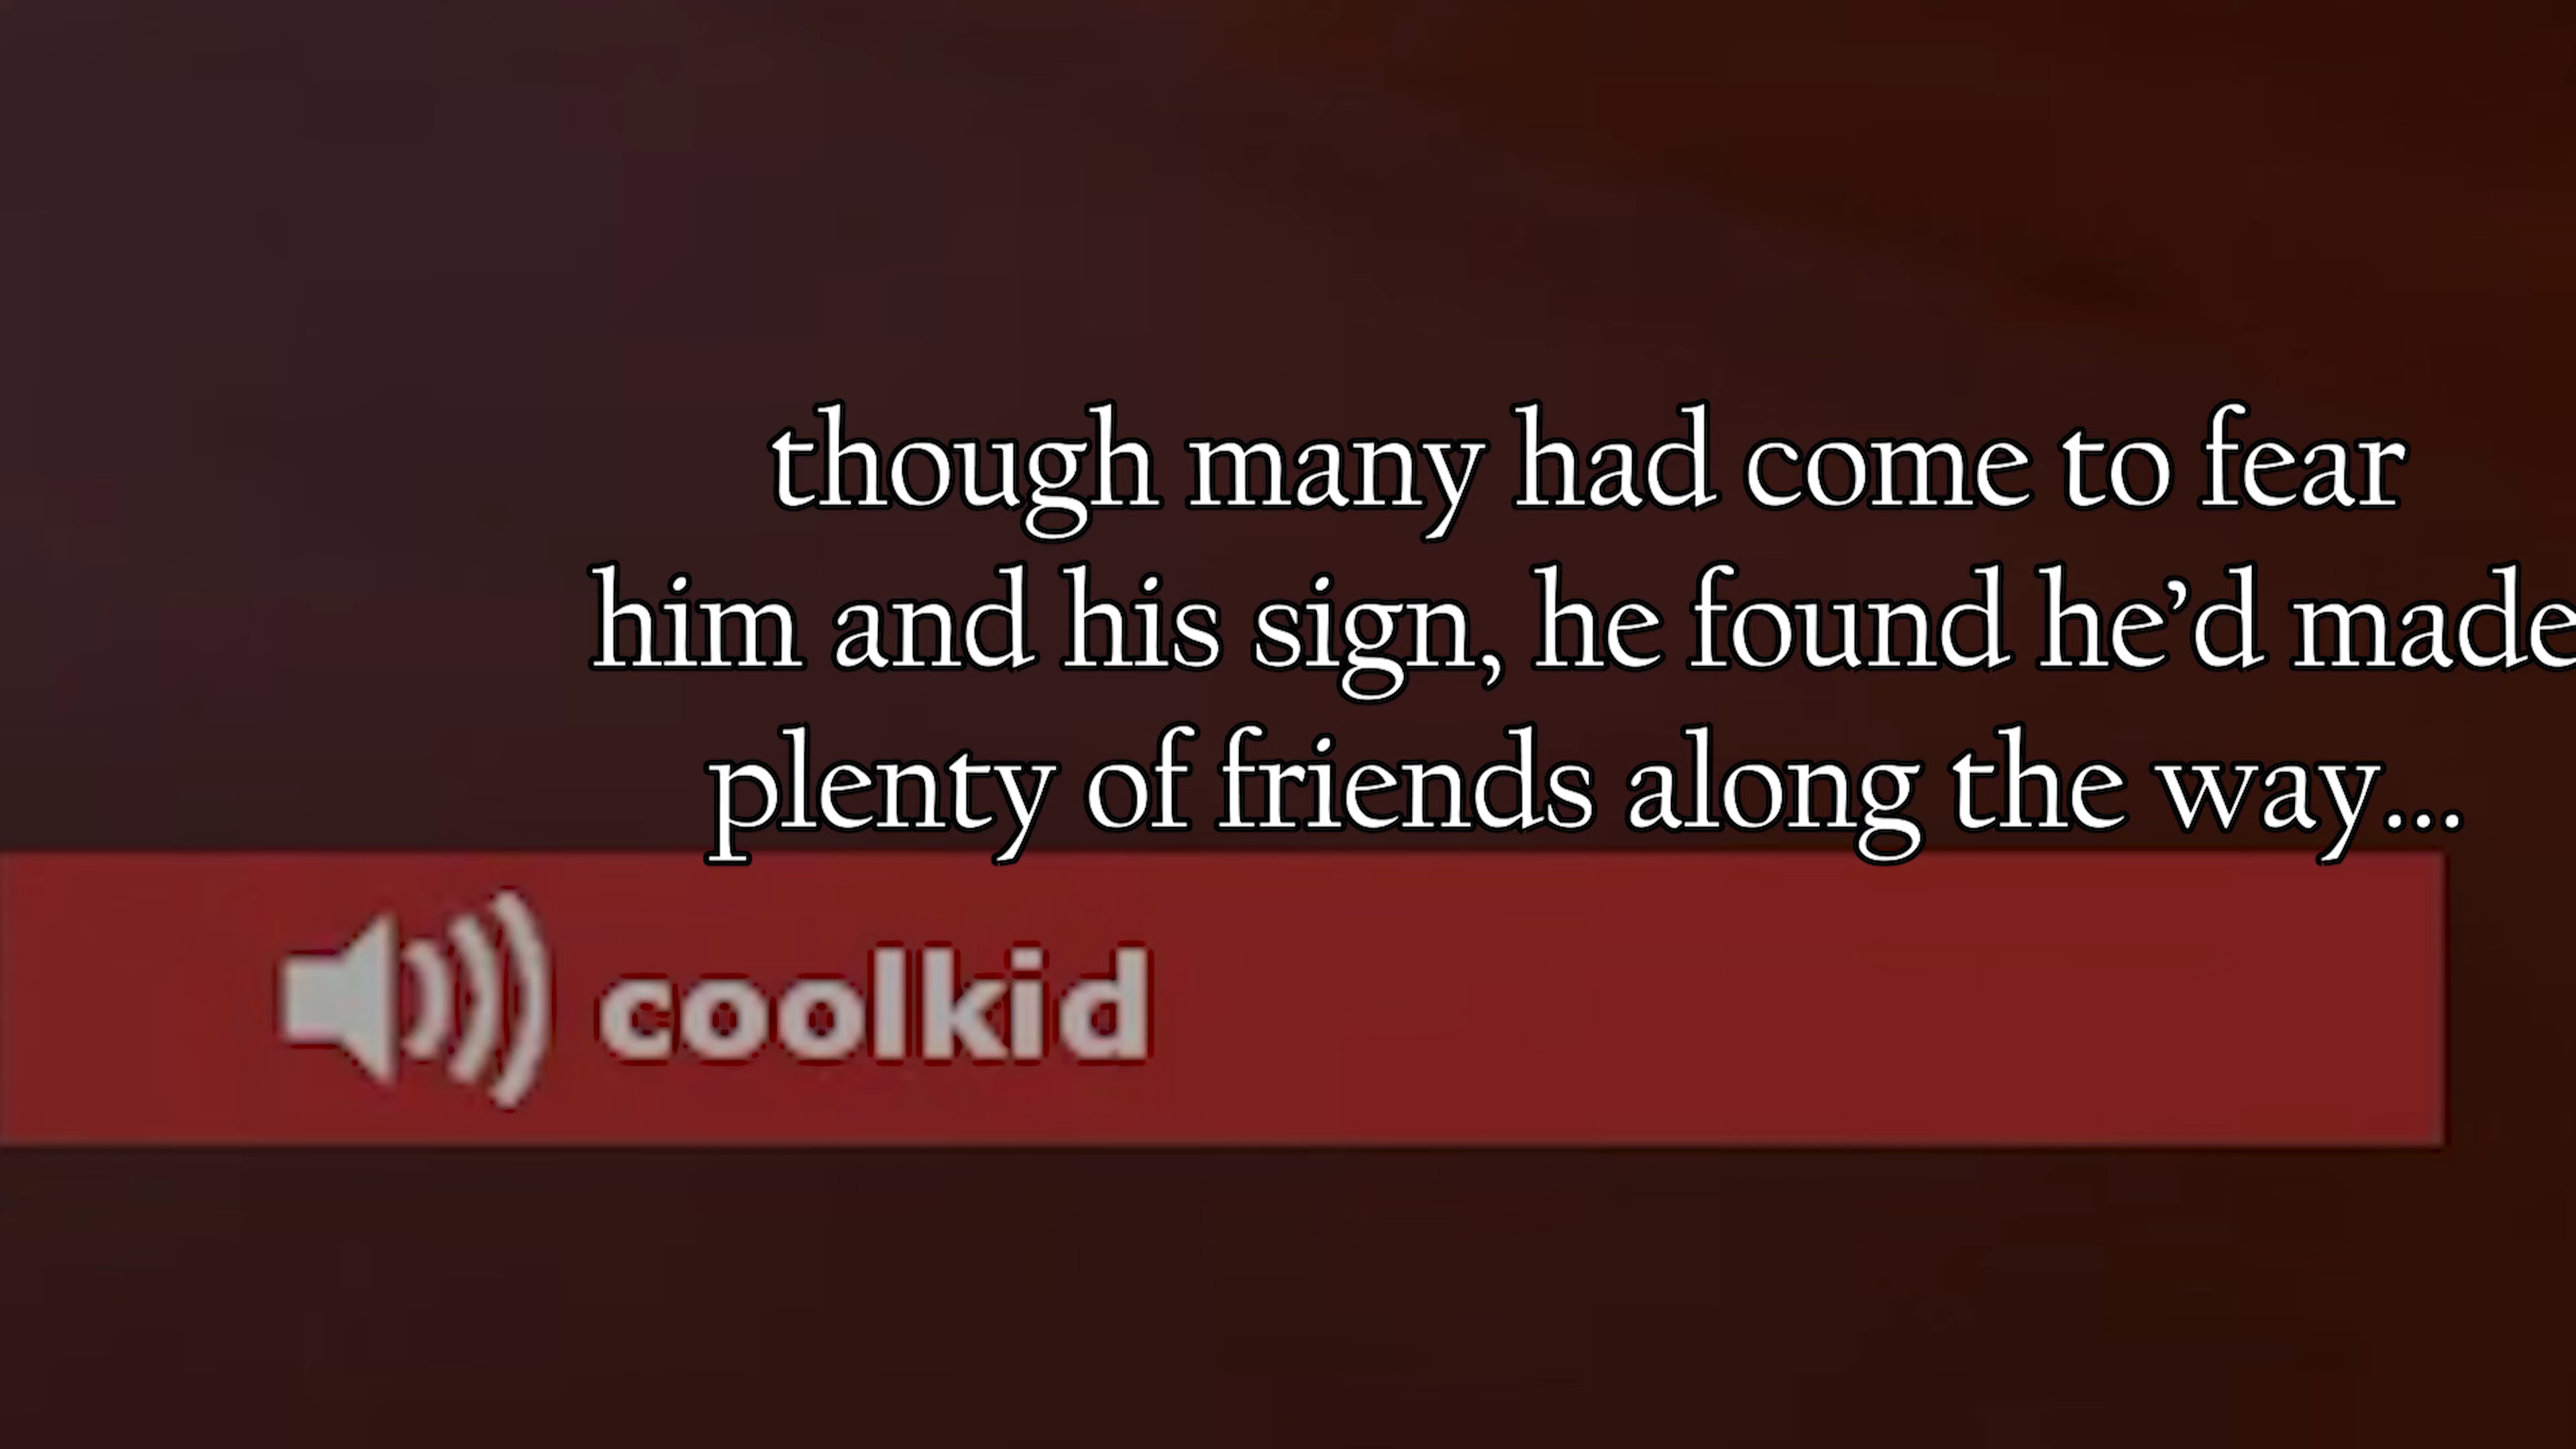 though many had come to fear
him and his sign, he found he’d made
plenty of friends along the way...
coolkid